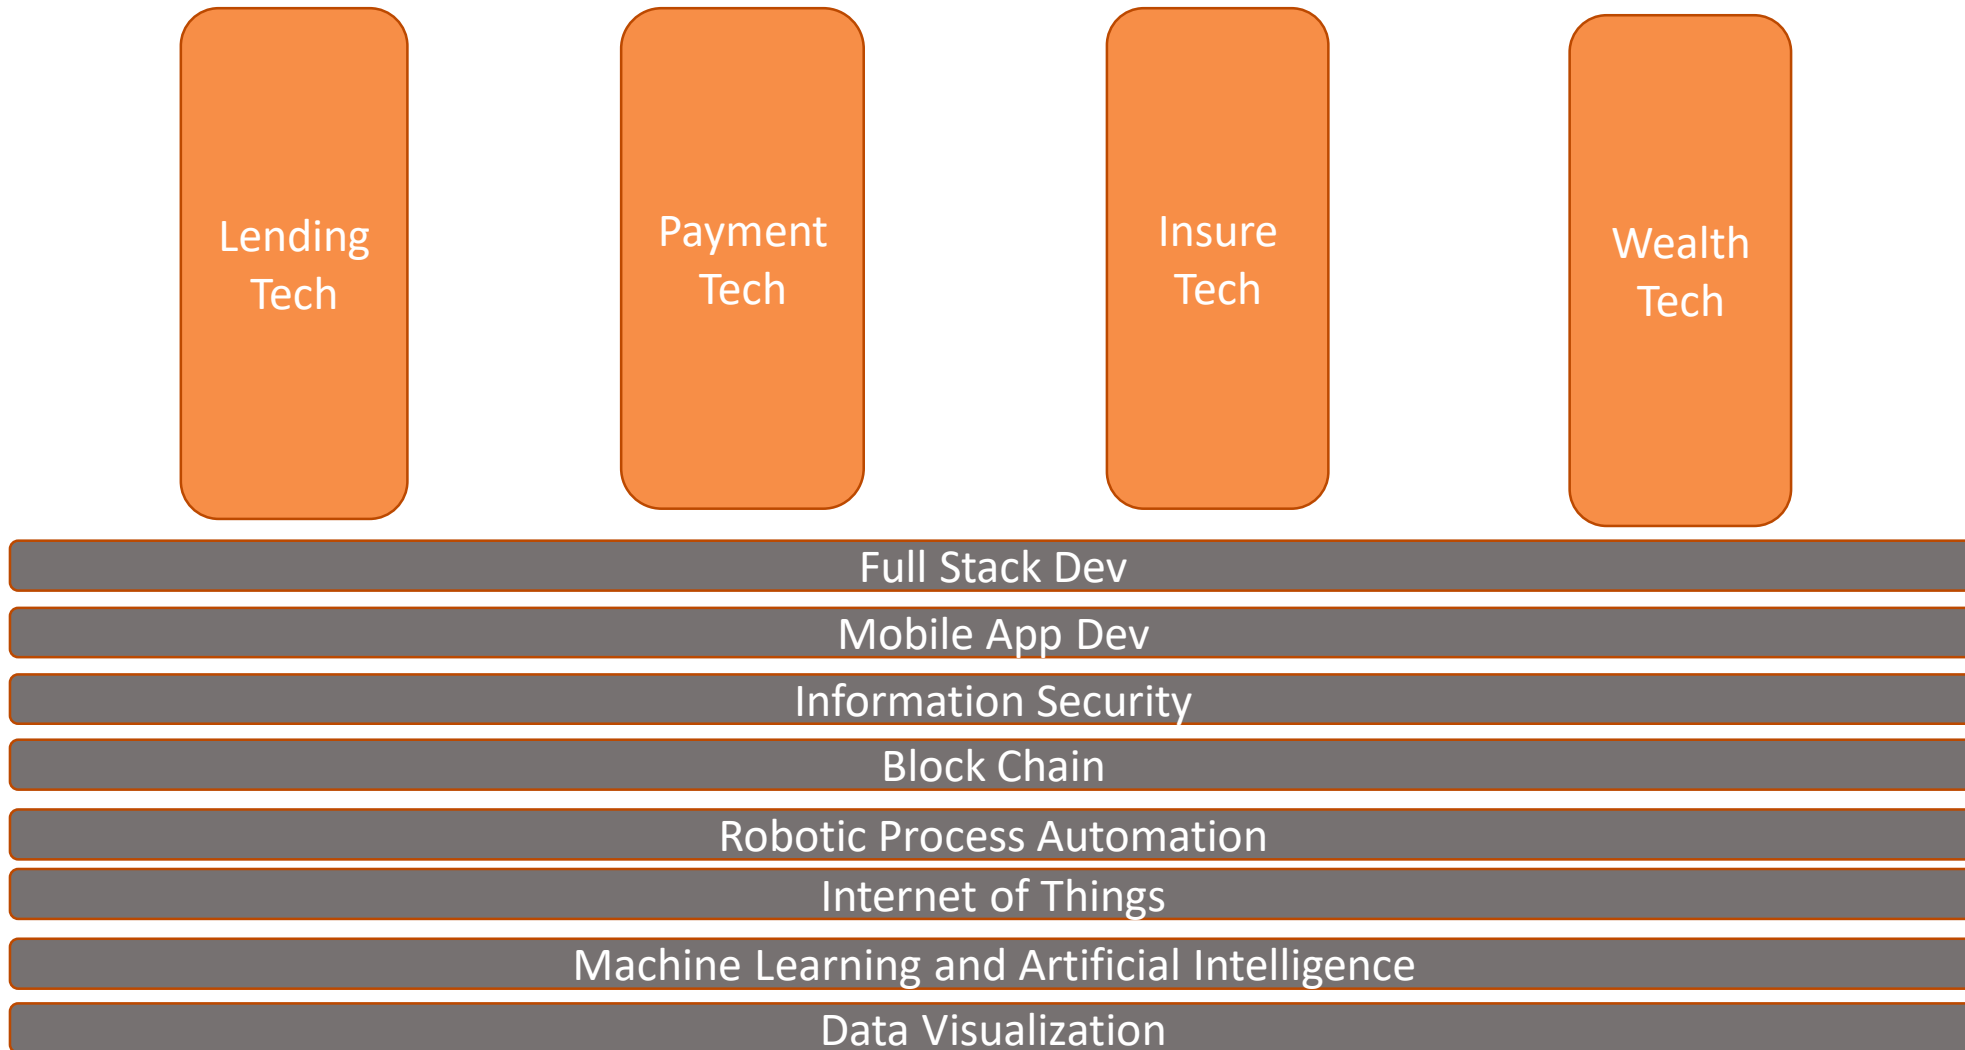 Lending
Tech
Payment
Tech
Insure
Tech
Wealth
Tech
Full Stack Dev
Mobile App Dev
Information Security
Block Chain
Robotic Process Automation
Internet of Things
Machine Learning and Artificial Intelligence
Data Visualization